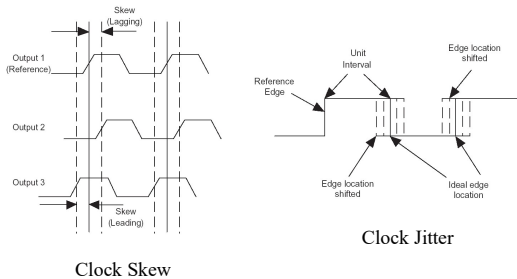 Skew
(Lagging)
Output 1
(Reference)
Output 2
Output 3
Skew
(Leading)
Clock Skew
Unit
Interval
Edge location
shifted
Reference
Edge
Edge location
shifted
Ideal edge
location
Clock Jitter